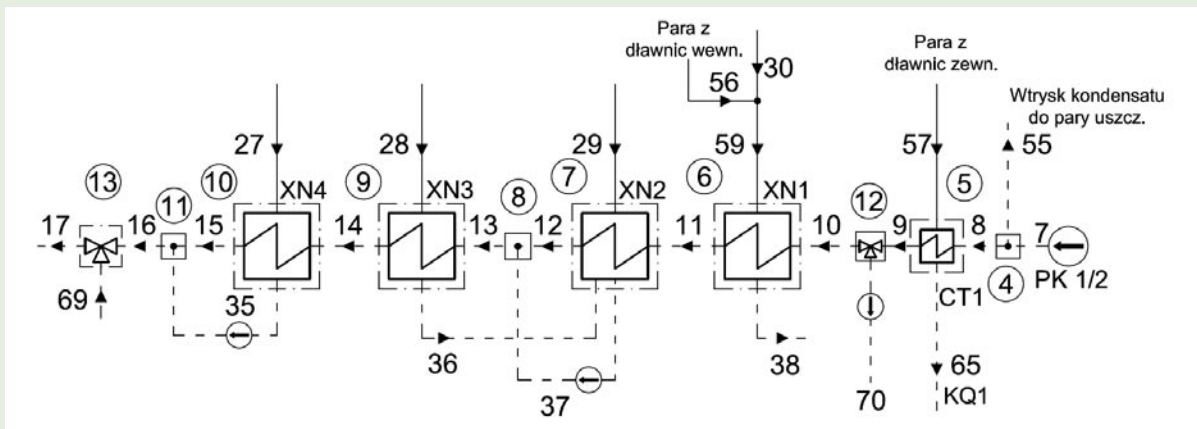 Para z
dławnic wewn.
56
30
Para z
dławnic zewn.
Wtrysk kondensatu
do pary uszcz.
27
28
29
59
57
55
13
11
10
XN4
9
XN3
8
7
XN2
6
XN1
12
5
17
16
15
14
13
12
11
10
9
8
7
4
PK 1/2
CT1
69
35
36
37
38
70
65
KQ1